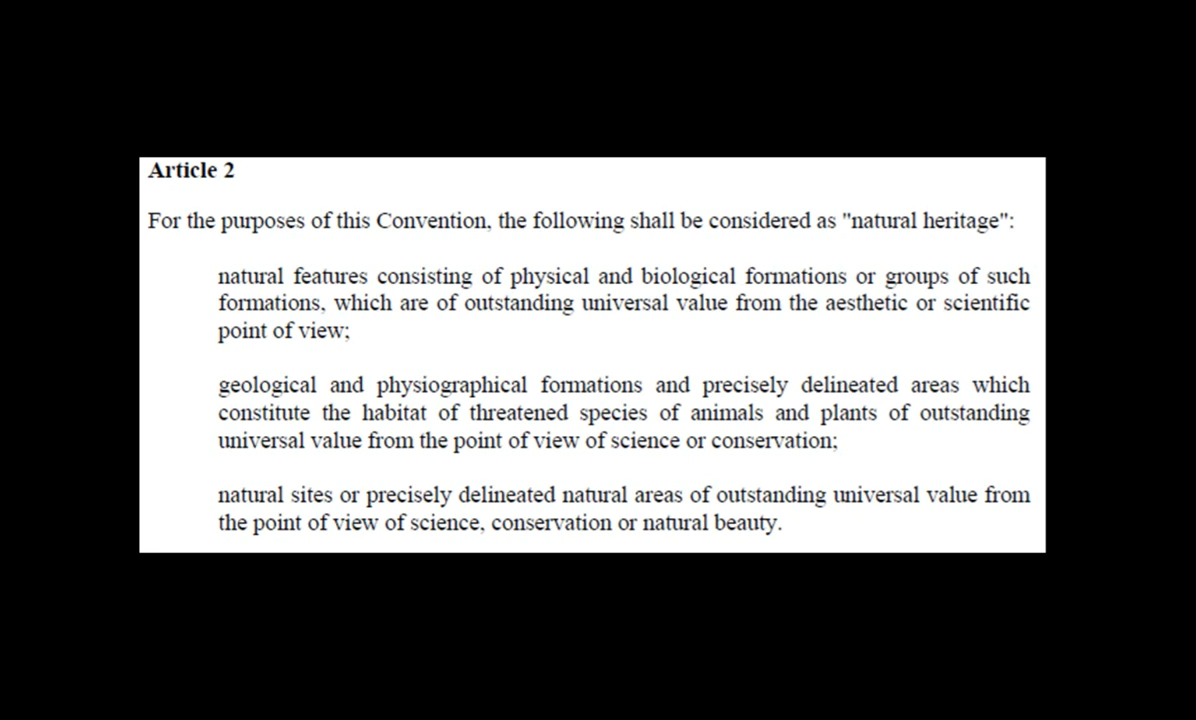 Article 2
For the purposes of this Convention, the following shall be considered as "natural heritage":
natural features consisting of physical and biological formations or groups of such
formations, which are of outstanding universal value from the aesthetic or scientific
point of view;
geological and physiographical formations and precisely delineated areas which
constitute the habitat of threatened species of animals and plants of outstanding
universal value from the point of view of science or conservation;
natural sites or precisely delineated natural areas of outstanding universal value from
the point of view of science, conservation or natural beauty.